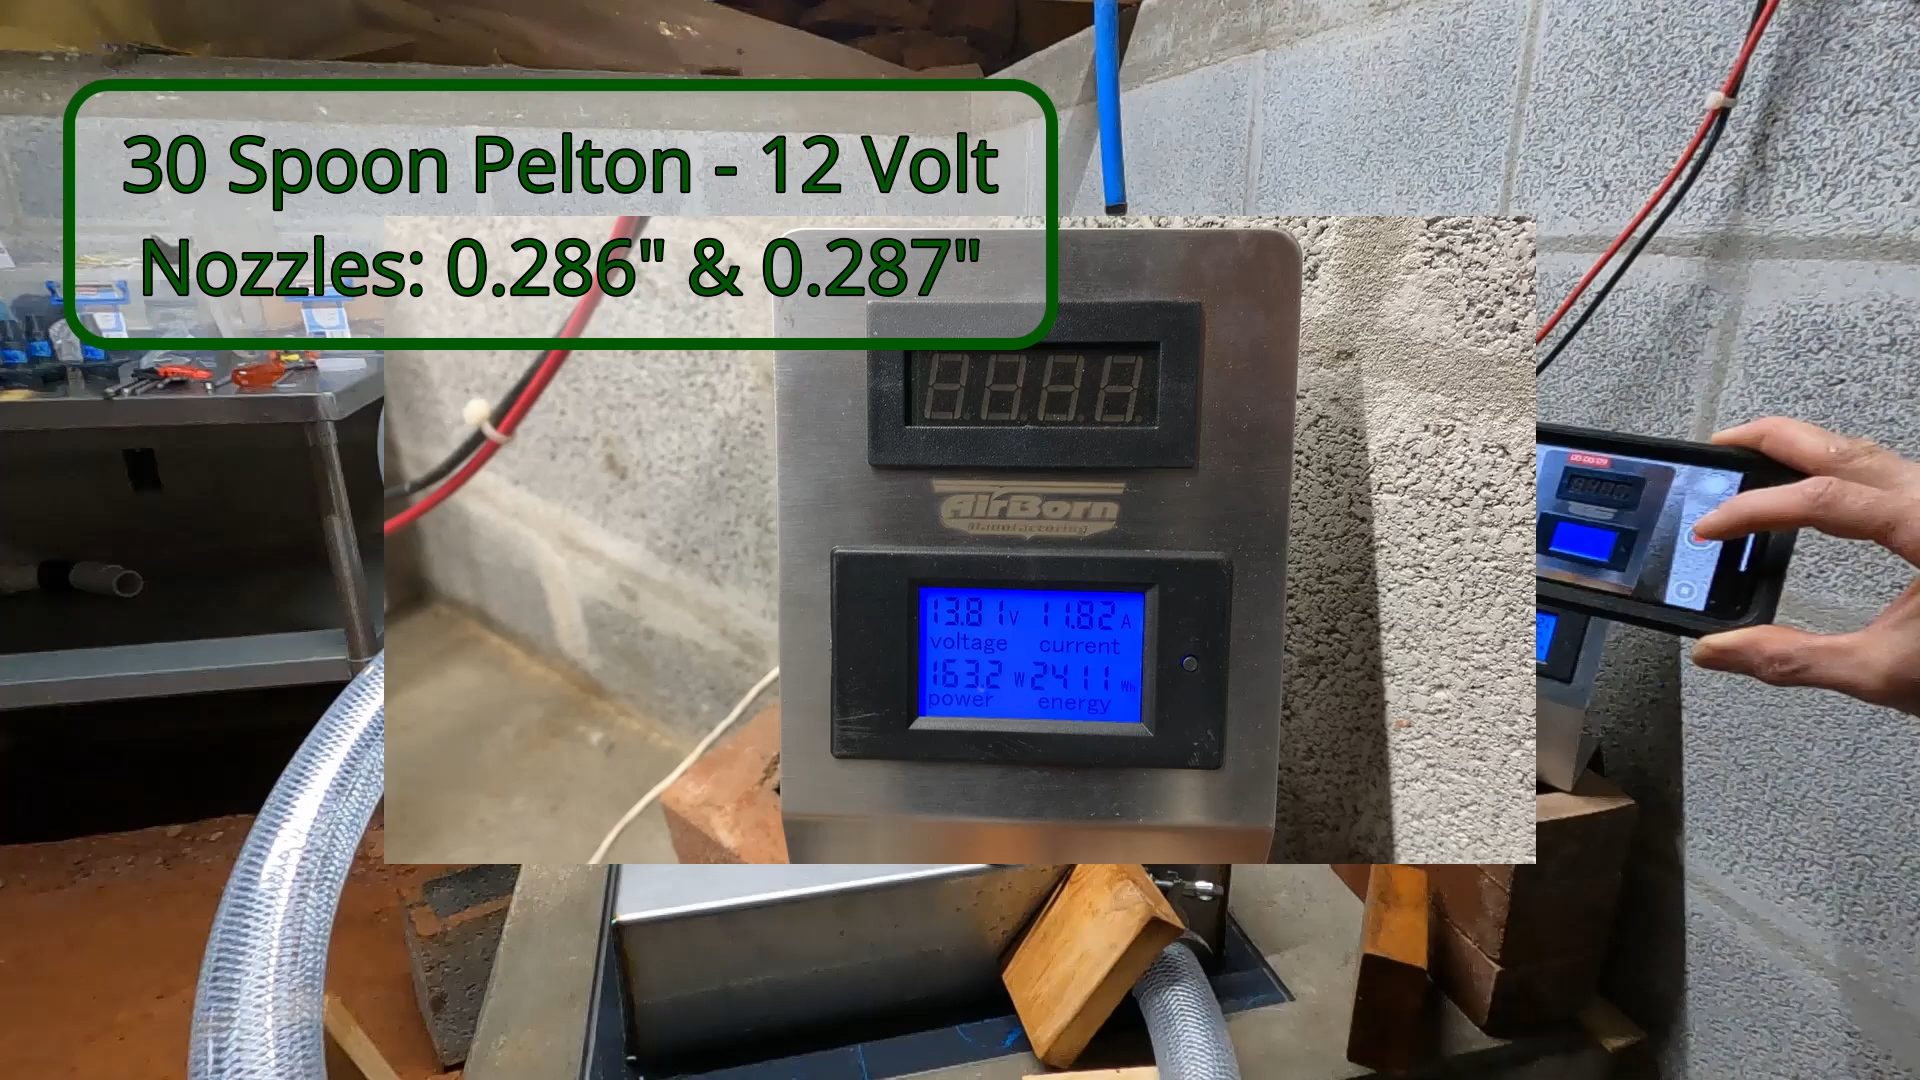 30 Spoon Pelton - 12 Volt
Nozzles: 0.286" & 0.287"
AirBorn
Manufacturing
13.81 V 11.82 A
voltage current
163.2 W 2411 Wh
power energy